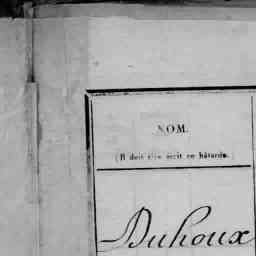 NOM.
(Il doit être écrit en bâtarde.)
Duhoux